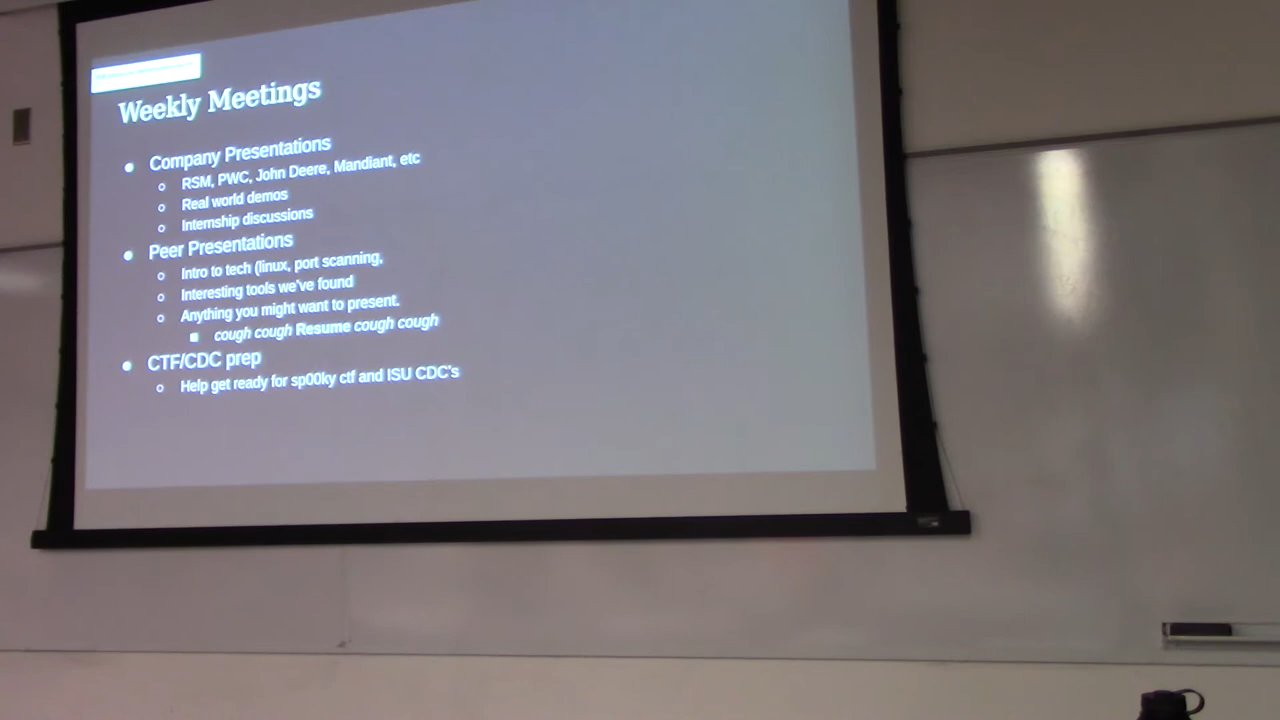 Weekly Meetings
● Company Presentations
○ RSM, PWC, John Deere, Mandiant, etc
○ Real world demos
○ Internship discussions
● Peer Presentations
○ Intro to tech (linux, port scanning,
○ Interesting tools we've found
○ Anything you might want to present.
■ cough cough Resume cough cough
● CTF/CDC prep
○ Help get ready for sp00ky ctf and ISU CDC's